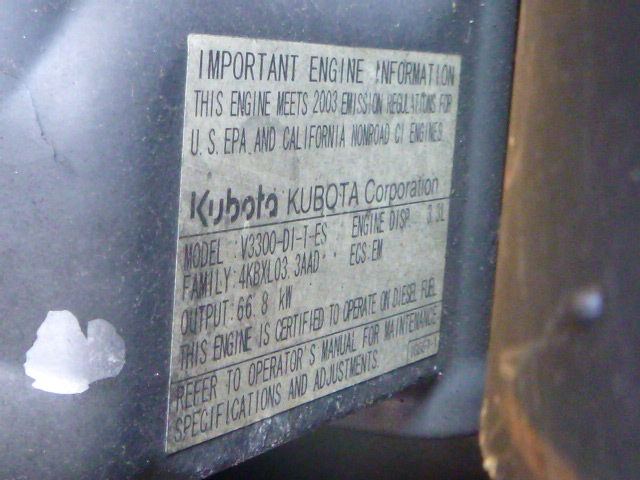 IMPORTANT ENGINE INFORMATION
THIS ENGINE MEETS 2003 EMISSION REGULATIONS FOR
U.S. EPA AND CALIFORNIA NONROAD CI ENGINES
Kubota KUBOTA Corporation
MODEL : V3300-DI-T-ES ENGINE DISP. 3.3L
FAMILY : 4KBXL03.3AAD ECS:EM
OUTPUT : 66.8 kW
THIS ENGINE IS CERTIFIED TO OPERATE ON DIESEL FUEL
REFER TO OPERATOR'S MANUAL FOR MAINTENANCE
SPECIFICATIONS AND ADJUSTMENTS.